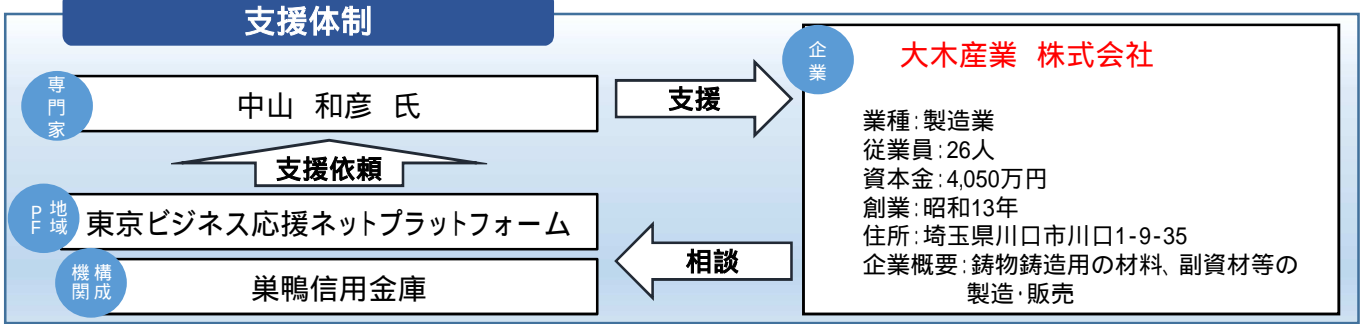 支援体制
専門家
中山 和彦 氏
支援
支援依頼
地域PF
東京ビジネス応援ネットプラットフォーム
構成機関
巣鴨信用金庫
相談
企業
大木産業 株式会社
業種:製造業
従業員:26人
資本金:4,050万円
創業:昭和13年
住所:埼玉県川口市川口1-9-35
企業概要:鋳物鋳造用の材料、副資材等の
製造・販売